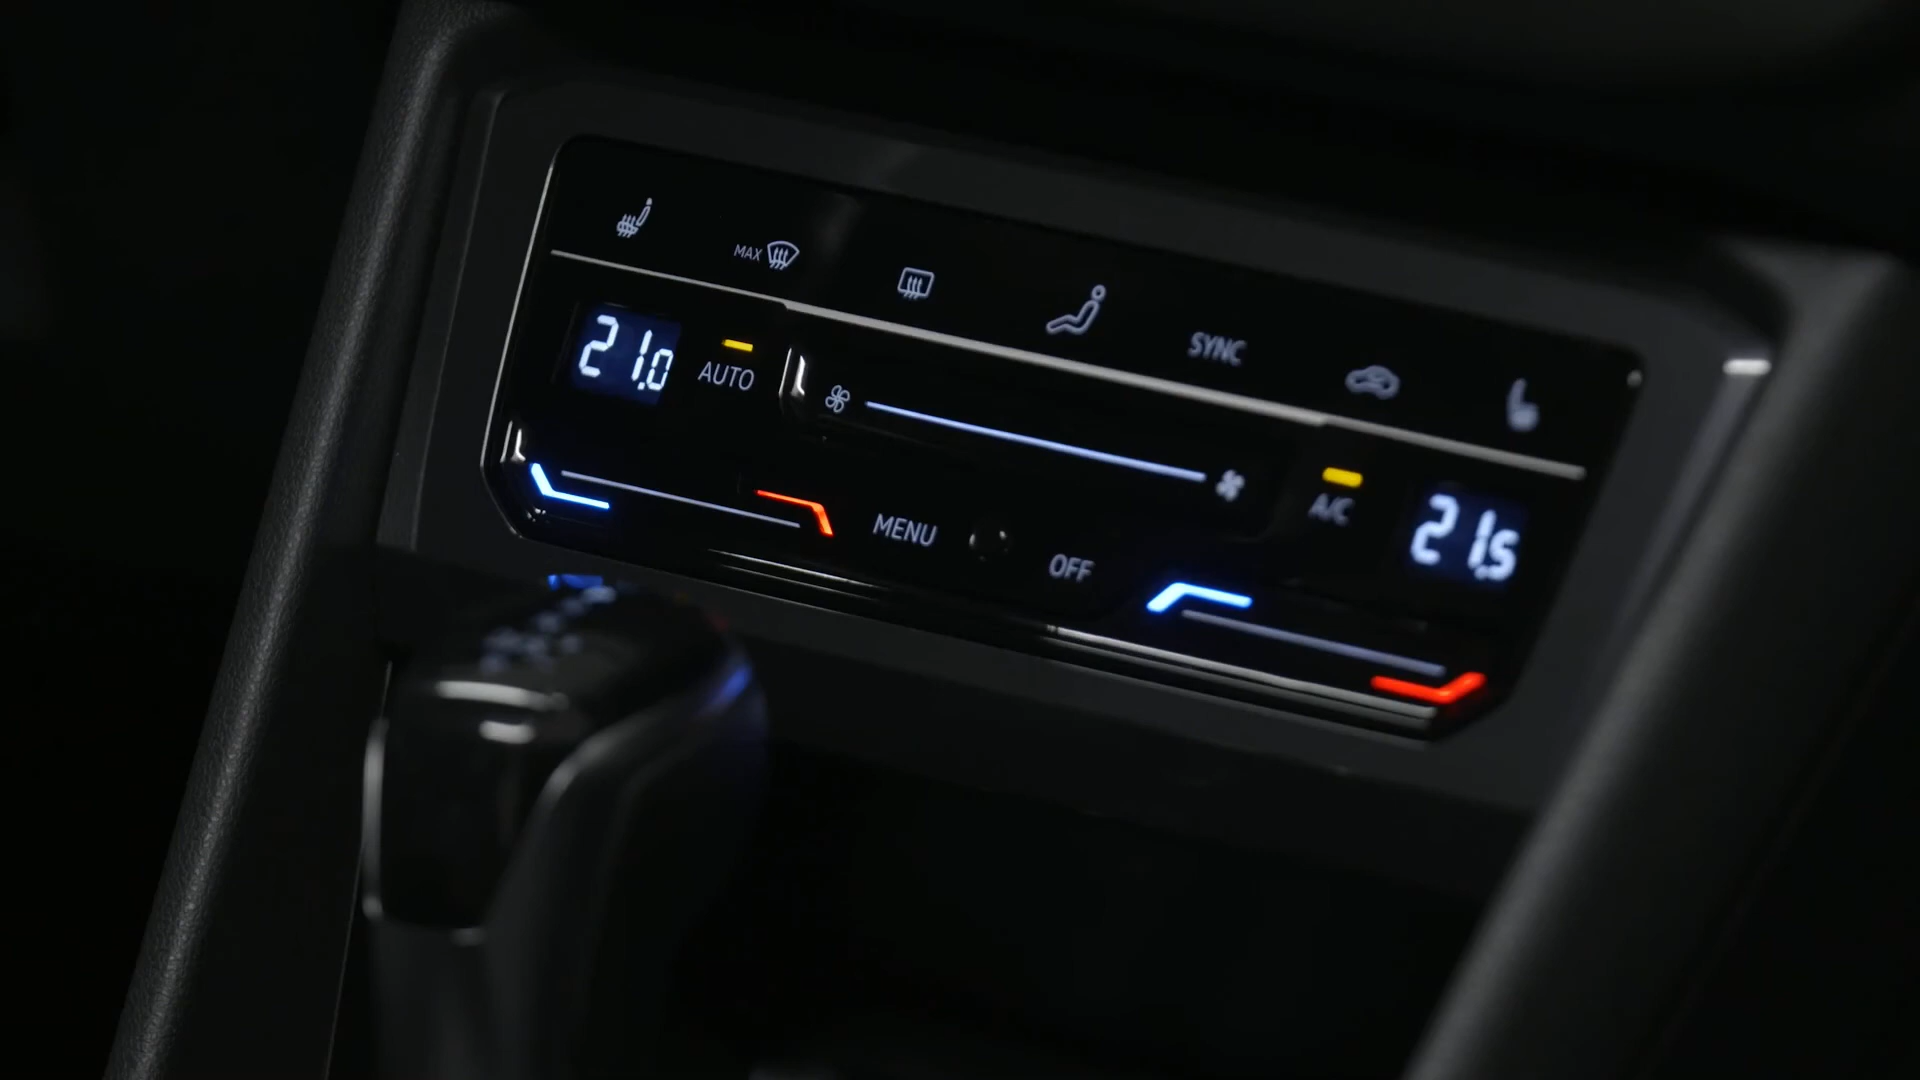 MAX
SYNC
21.0 AUTO
A/C 21.5
MENU OFF